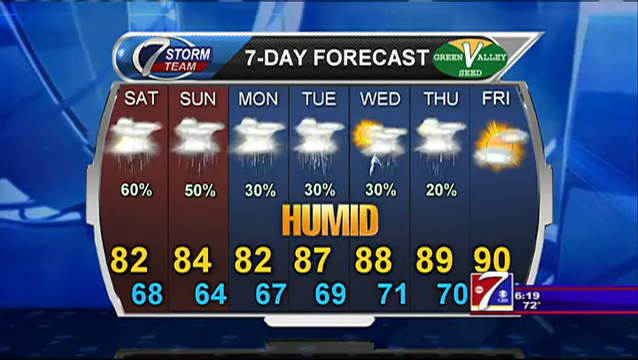 7 STORM TEAM
7-DAY FORECAST
GREEN VALLEY SEED
SAT SUN MON TUE WED THU FRI
60% 50% 30% 30% 30% 20%
HUMID
82 84 82 87 88 89 90
68 64 67 69 71 70
7 CBS
6:19
72°